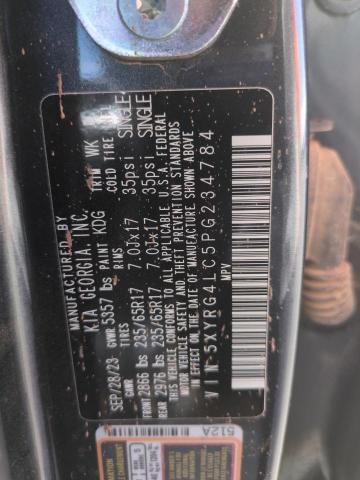 MANUFACTURED BY
KIA GEORGIA, INC.
SEP/28/23 GVWR 5357 lbs PAINT KDG TRIM WK
GAWR TIRES RIMS COLD TIRE
FRONT 2866 lbs 235/65R17 7.0Jx17 35psi SINGLE
REAR 2976 lbs 235/65R17 7.0Jx17 35psi SINGLE
THIS VEHICLE CONFORMS TO ALL APPLICABLE U.S.A. FEDERAL
MOTOR VEHICLE SAFETY AND THEFT PREVENTION STANDARDS
IN EFFECT ON THE DATE OF MANUFACTURE SHOWN ABOVE
VIN:5XYRG4LC5PG234784
MPV
512A